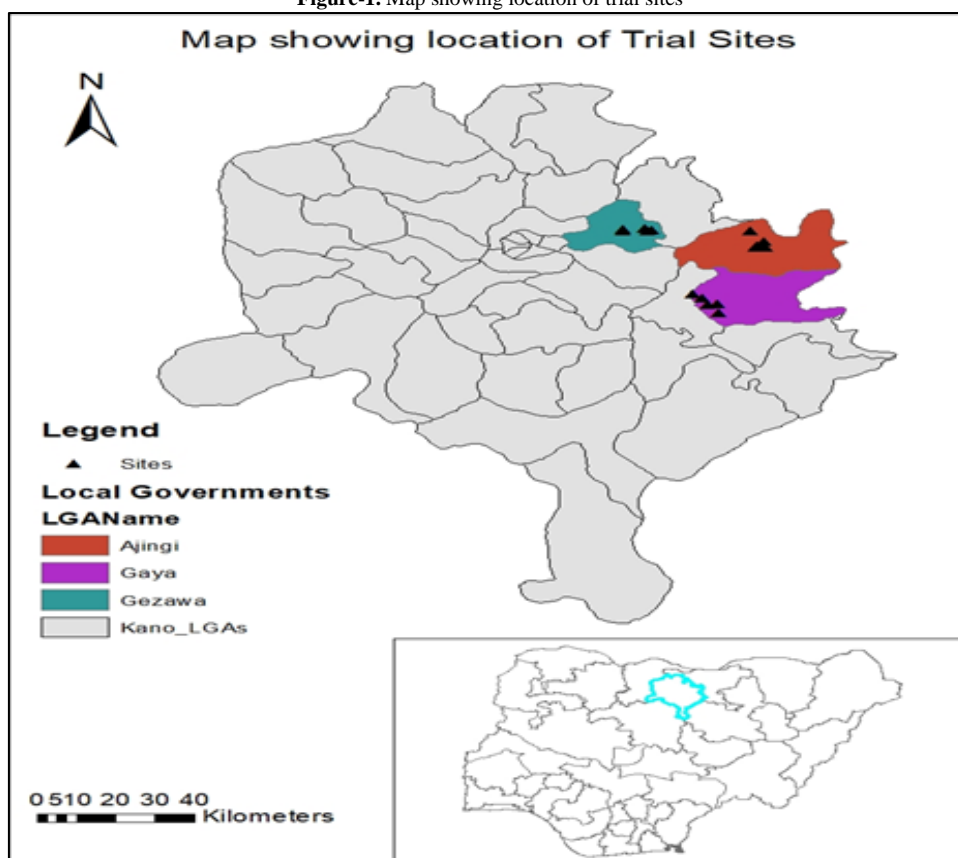 Figure-1. Map showing location of trial sites
Map showing location of Trial Sites
N
Legend
Sites
Local Governments
LGAName
Ajingi
Gaya
Gezawa
Kano_LGAs
0 5 10 20 30 40
Kilometers